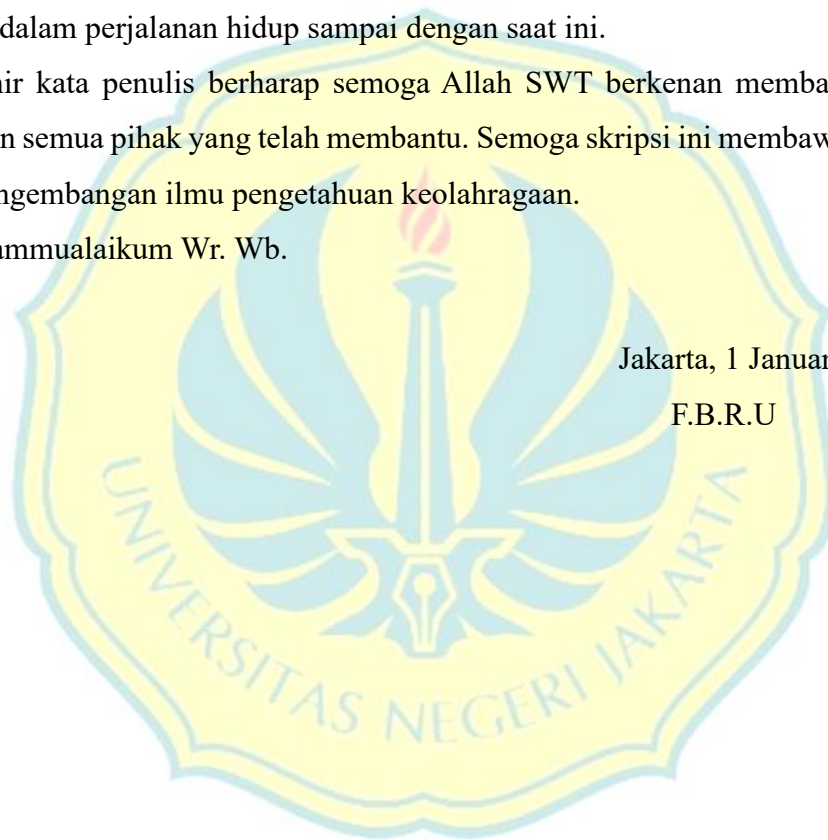 dalam perjalanan hidup sampai dengan saat ini.
hir kata penulis berharap semoga Allah SWT berkenan memba
n semua pihak yang telah membantu. Semoga skripsi ini membaw
ngembangan ilmu pengetahuan keolahragaan.
ammualaikum Wr. Wb.
Jakarta, 1 Januar
F.B.R.U
UNIVERSITAS NEGERI JAKARTA